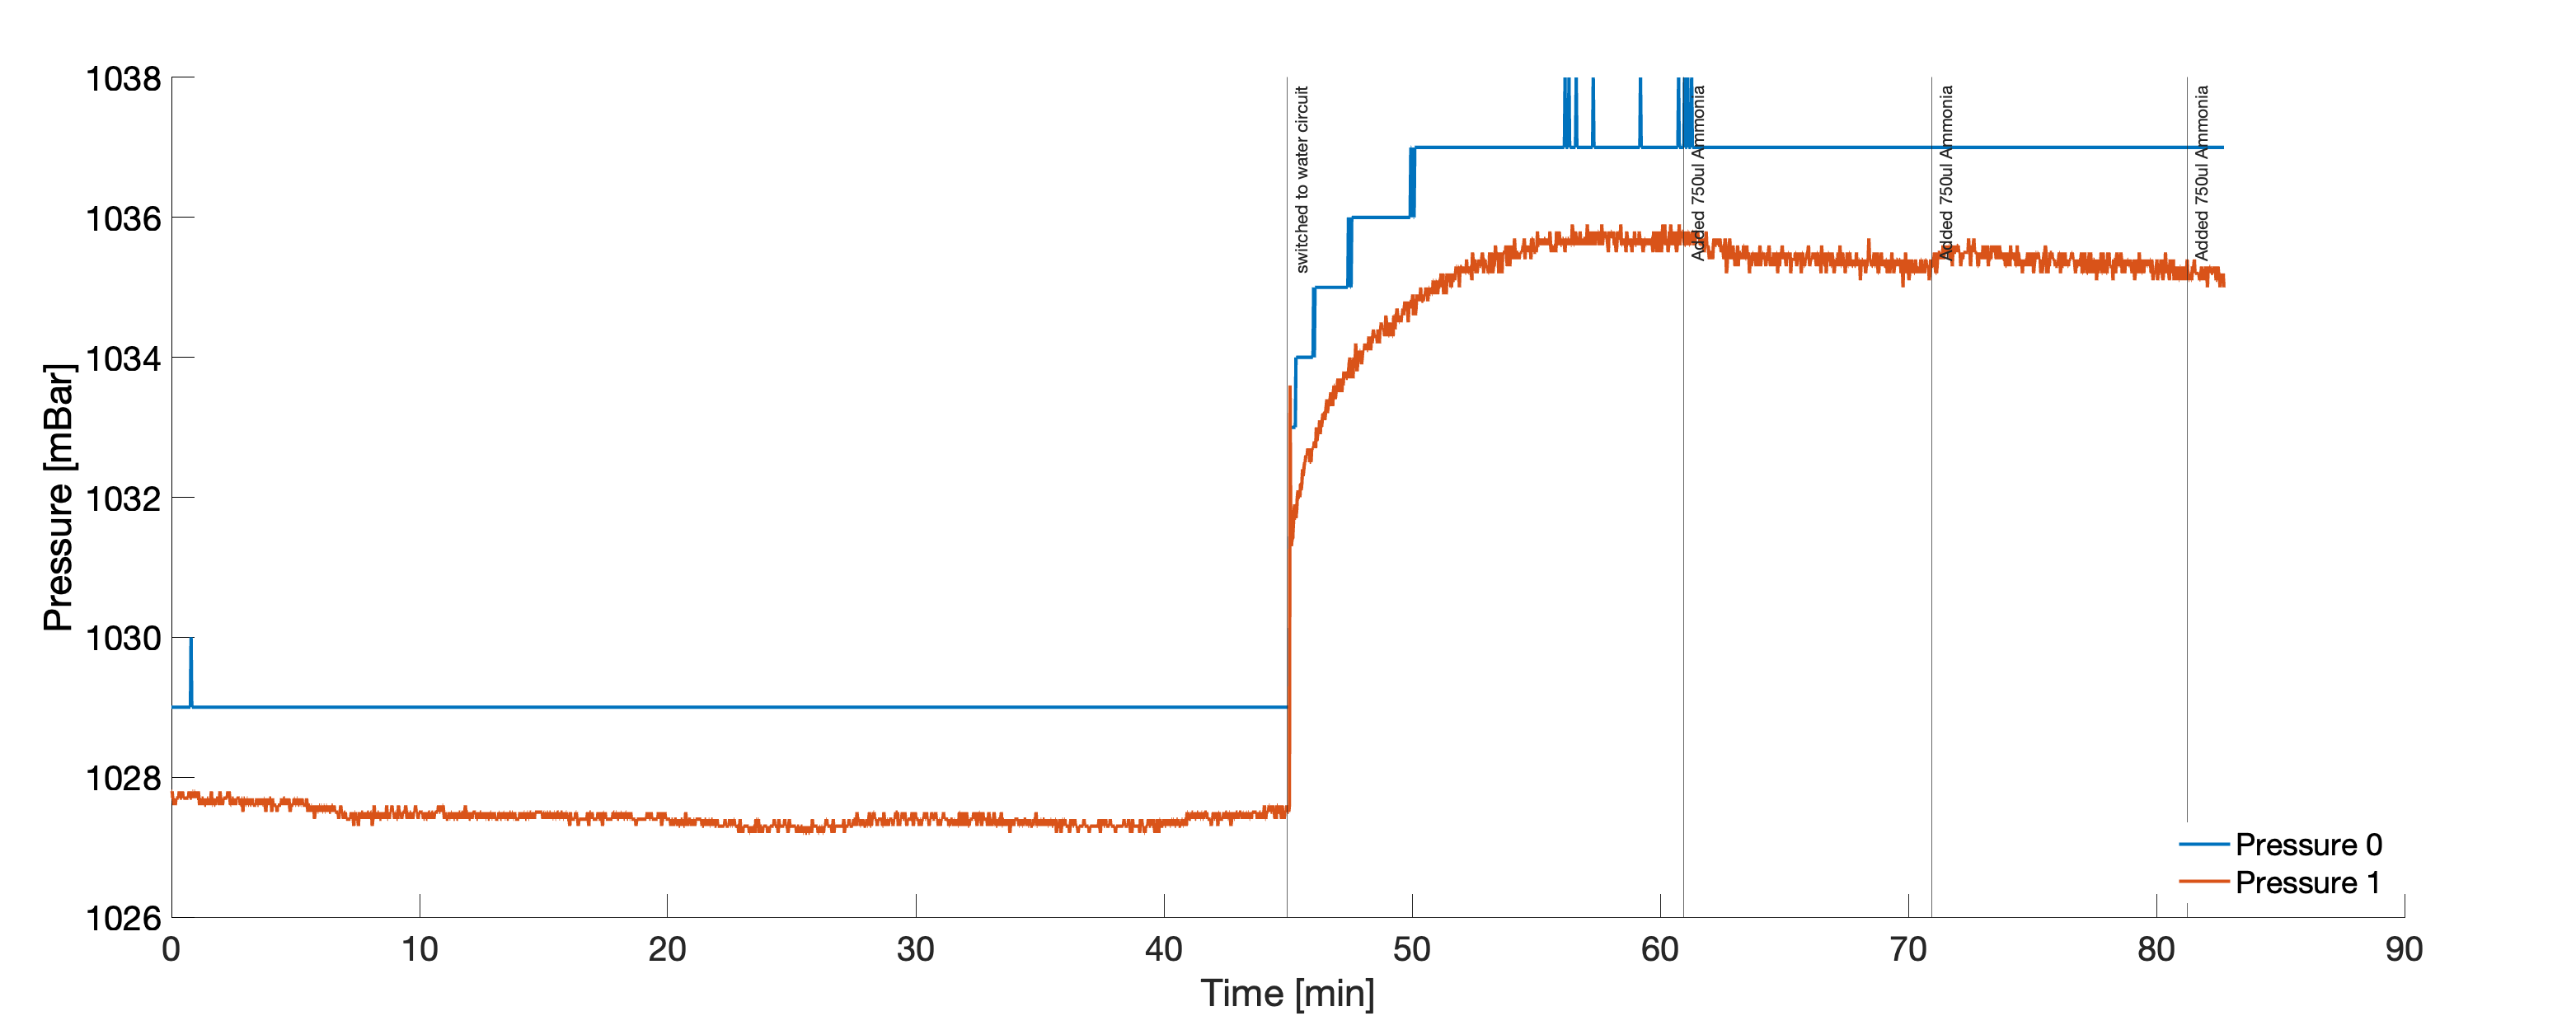 1038
1036
1034
1032
1030
1028
1026
Pressure [mBar]
switched to water circuit
Added 750ul Ammonia
Added 750ul Ammonia
Added 750ul Ammonia
Pressure 0
Pressure 1
0 10 20 30 40 50 60 70 80 90
Time [min]